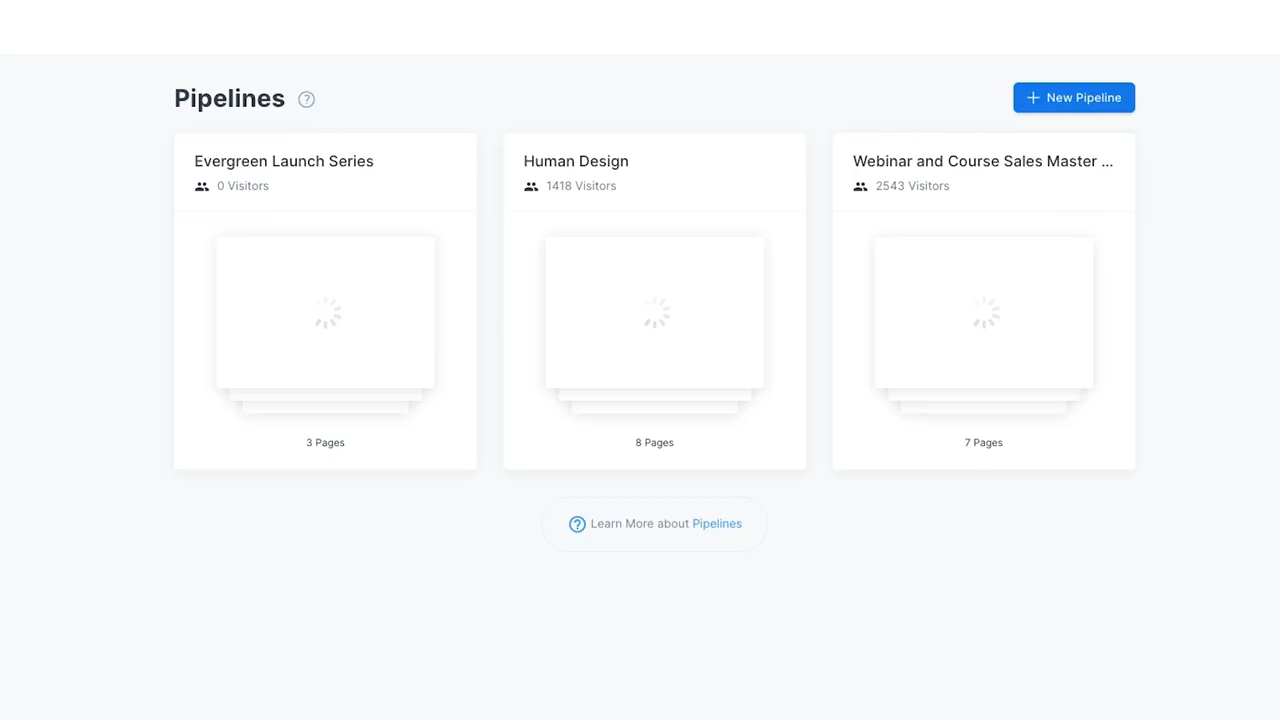 Pipelines
New Pipeline
Evergreen Launch Series
0 Visitors
3 Pages
Human Design
1418 Visitors
8 Pages
Webinar and Course Sales Master ...
2543 Visitors
7 Pages
Learn More about Pipelines